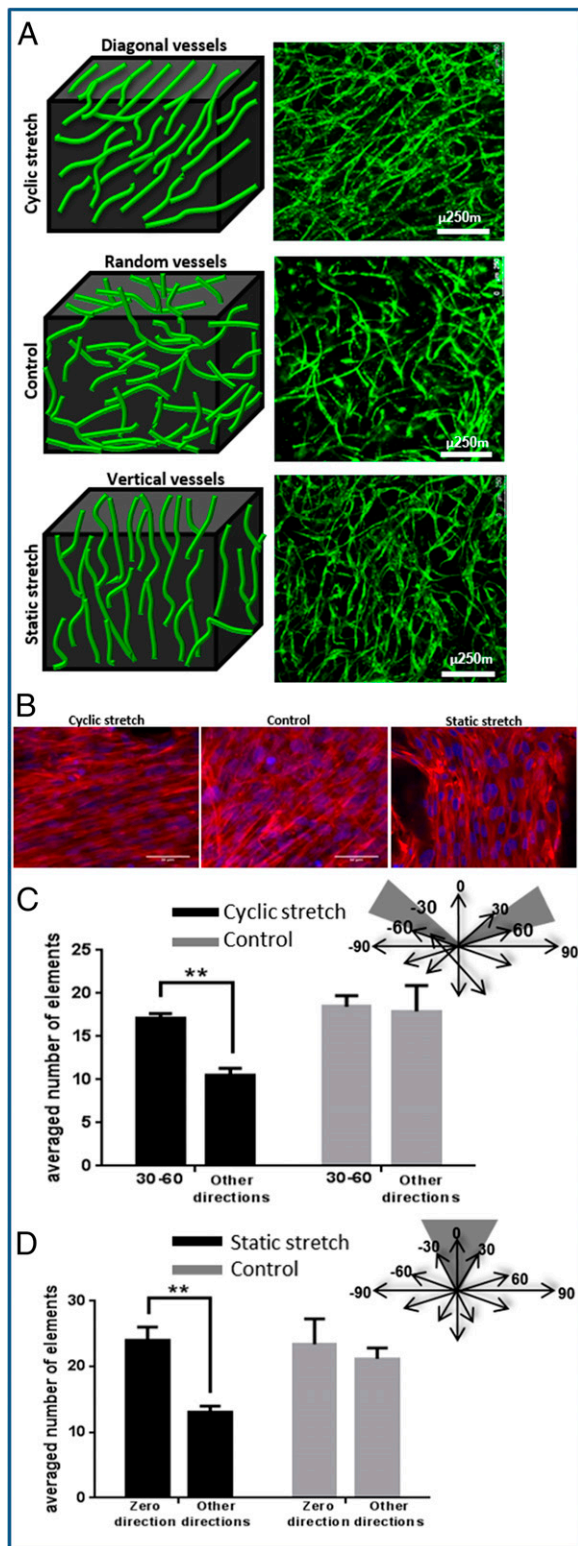 A
Diagonal vessels
Cyclic stretch
µ250m
Random vessels
Control
µ250m
Vertical vessels
Static stretch
µ250m
B
Cyclic stretch
Control
Static stretch
C
Cyclic stretch
Control
0
-30
30
-60
60
-90
90
averaged number of elements
25
20
15
10
5
0
**
30-60
Other directions
30-60
Other directions
D
Static stretch
Control
0
-30
30
-60
60
-90
90
averaged number of elements
30
20
10
0
**
Zero direction
Other directions
Zero direction
Other directions